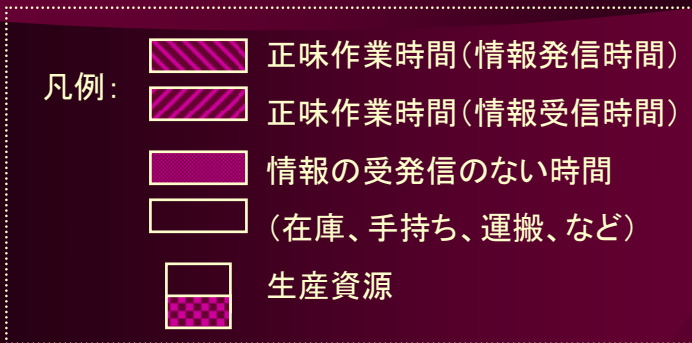 凡例：
正味作業時間（情報発信時間）
正味作業時間（情報受信時間）
情報の受発信のない時間
（在庫、手持ち、運搬、など）
生産資源